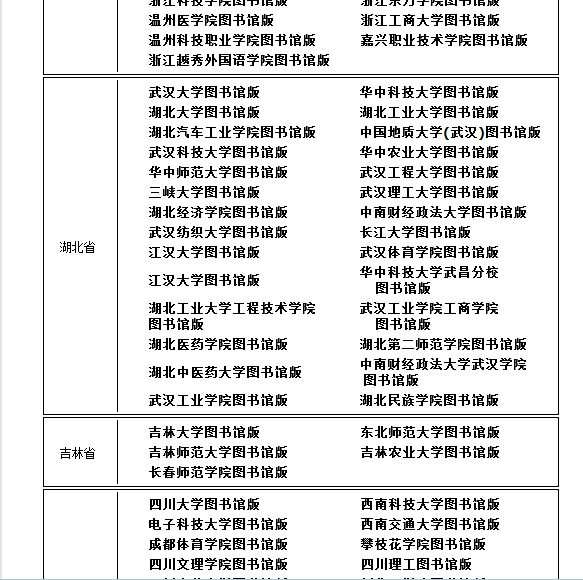 浙江科技学院图书馆版 浙江东方学院图书馆版
温州医学院图书馆版 浙江工商大学图书馆版
温州科技职业学院图书馆版 嘉兴职业技术学院图书馆版
浙江越秀外国语学院图书馆版
湖北省
武汉大学图书馆版 华中科技大学图书馆版
湖北大学图书馆版 湖北工业大学图书馆版
湖北汽车工业学院图书馆版 中国地质大学(武汉)图书馆版
武汉科技大学图书馆版 华中农业大学图书馆版
华中师范大学图书馆版 武汉工程大学图书馆版
三峡大学图书馆版 武汉理工大学图书馆版
湖北经济学院图书馆版 中南财经政法大学图书馆版
武汉纺织大学图书馆版 长江大学图书馆版
江汉大学图书馆版 武汉体育学院图书馆版
江汉大学图书馆版 华中科技大学武昌分校
图书馆版
湖北工业大学工程技术学院 武汉工业学院工商学院
图书馆版 图书馆版
湖北医药学院图书馆版 湖北第二师范学院图书馆版
湖北中医药大学图书馆版 中南财经政法大学武汉学院
图书馆版
武汉工业学院图书馆版 湖北民族学院图书馆版
吉林省
吉林大学图书馆版 东北师范大学图书馆版
吉林师范大学图书馆版 吉林农业大学图书馆版
长春师范学院图书馆版
四川大学图书馆版 西南科技大学图书馆版
电子科技大学图书馆版 西南交通大学图书馆版
成都体育学院图书馆版 攀枝花学院图书馆版
四川文理学院图书馆版 四川理工图书馆版